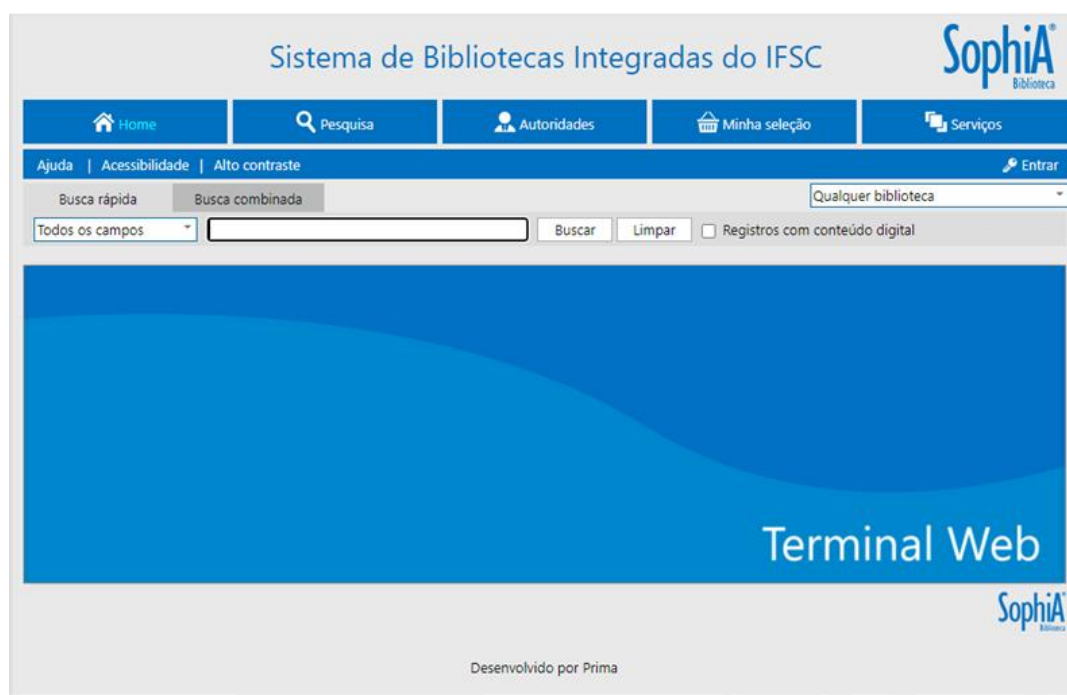 Sistema de Bibliotecas Integradas do IFSC
SophiA
Biblioteca
Home Pesquisa Autoridades Minha seleção Serviços
Ajuda | Acessibilidade | Alto contraste Entrar
Busca rápida Busca combinada Qualquer biblioteca
Todos os campos Buscar Limpar Registros com conteúdo digital
Terminal Web
SophiA
Biblioteca
Desenvolvido por Prima